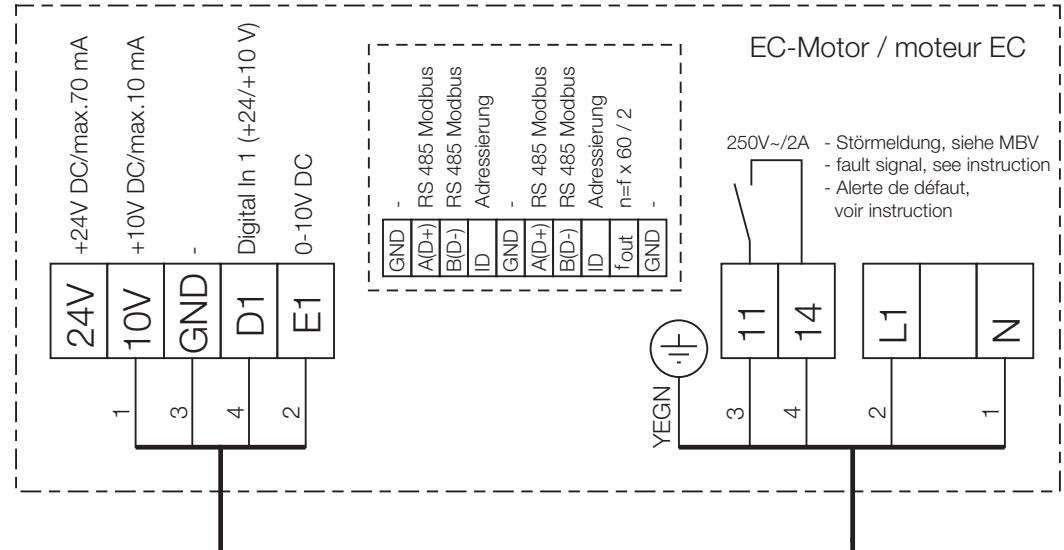 EC-Motor / moteur EC
+24V DC/max.70 mA
+10V DC/max.10 mA
-
Digital In 1 (+24/+10 V)
0-10V DC
24V
10V
GND
D1
E1
1
3
4
2
-
RS 485 Modbus
RS 485 Modbus
Adressierung
-
RS 485 Modbus
RS 485 Modbus
Adressierung
n=f x 60 / 2
-
GND
A(D+)
B(D-)
ID
GND
A(D+)
B(D-)
ID
fout
GND
250V~/2A
- Störmeldung, siehe MBV
- fault signal, see instruction
- Alerte de défaut,
voir instruction
11
14
L1
N
YEGN
3
4
2
1